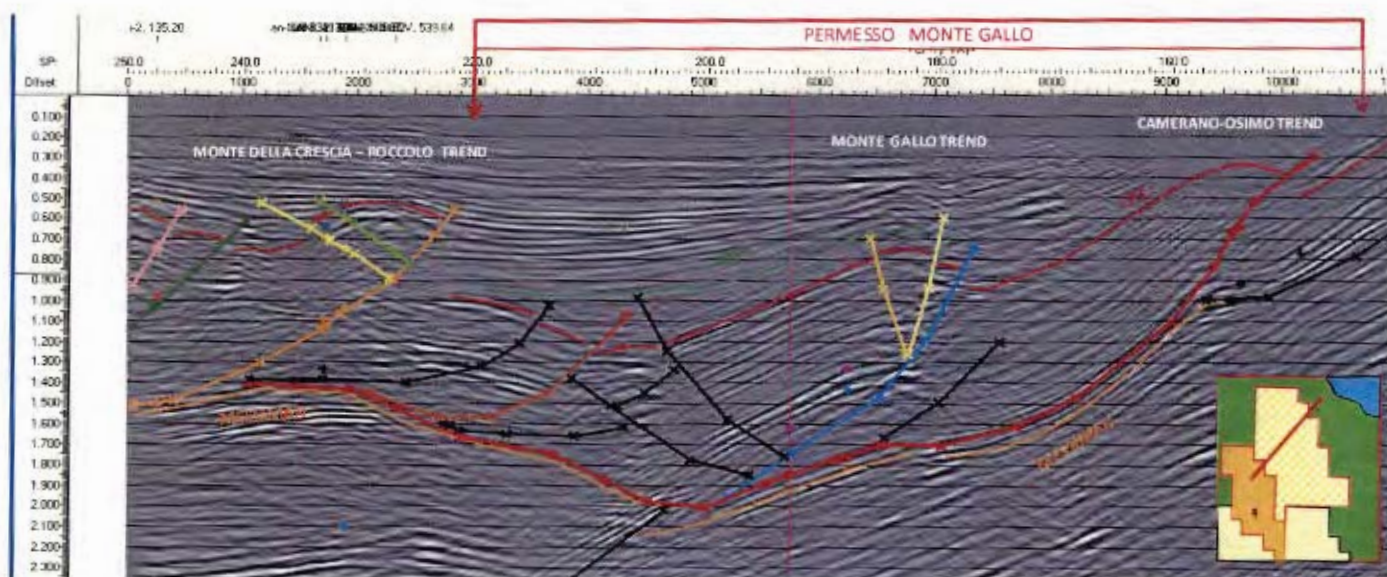 PERMESSO MONTE GALLO
SP:
250.0 240.0 220.0 200.0 180.0 160.0
Offset:
0 1000 2000 4000 5000 6000 7000 8000 9000 10000
0.100
0.200
0.300
0.400
0.500
0.600
0.700
0.800
0.900
1.000
1.100
1.200
1.300
1.400
1.500
1.600
1.700
1.800
1.900
2.000
2.100
2.200
2.300
MONTE DELLA CRESCIA – ROCCOLO TREND
MONTE GALLO TREND
CAMERANO-OSIMO TREND